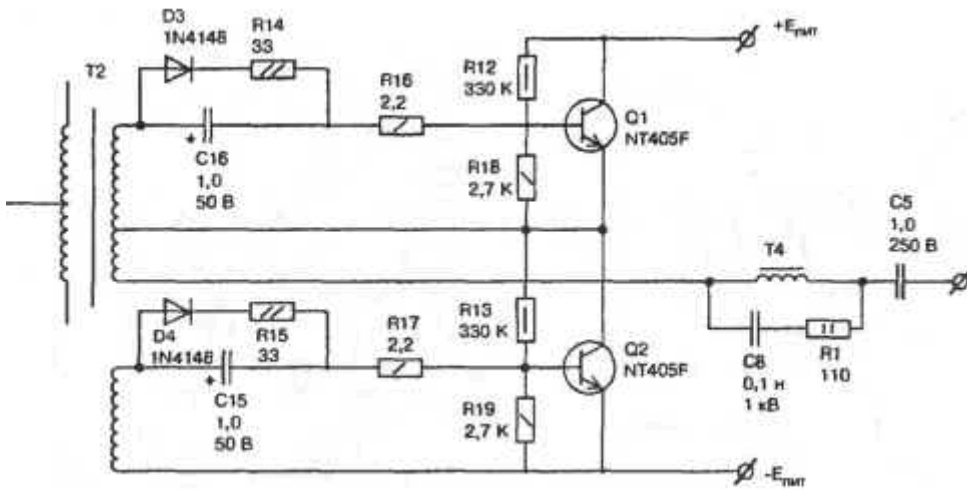 D3
1N4148
R14
33
T2
C16
1,0
50 В
R16
2,2
R12
330 К
R18
2,7 К
Q1
NT405F
+Eпит
T4
C5
1,0
250 В
D4
1N4148
R15
33
C15
1,0
50 В
R17
2,2
R13
330 К
R19
2,7 К
Q2
NT405F
C8
0,1 н
1 кВ
R1
110
-Eпит